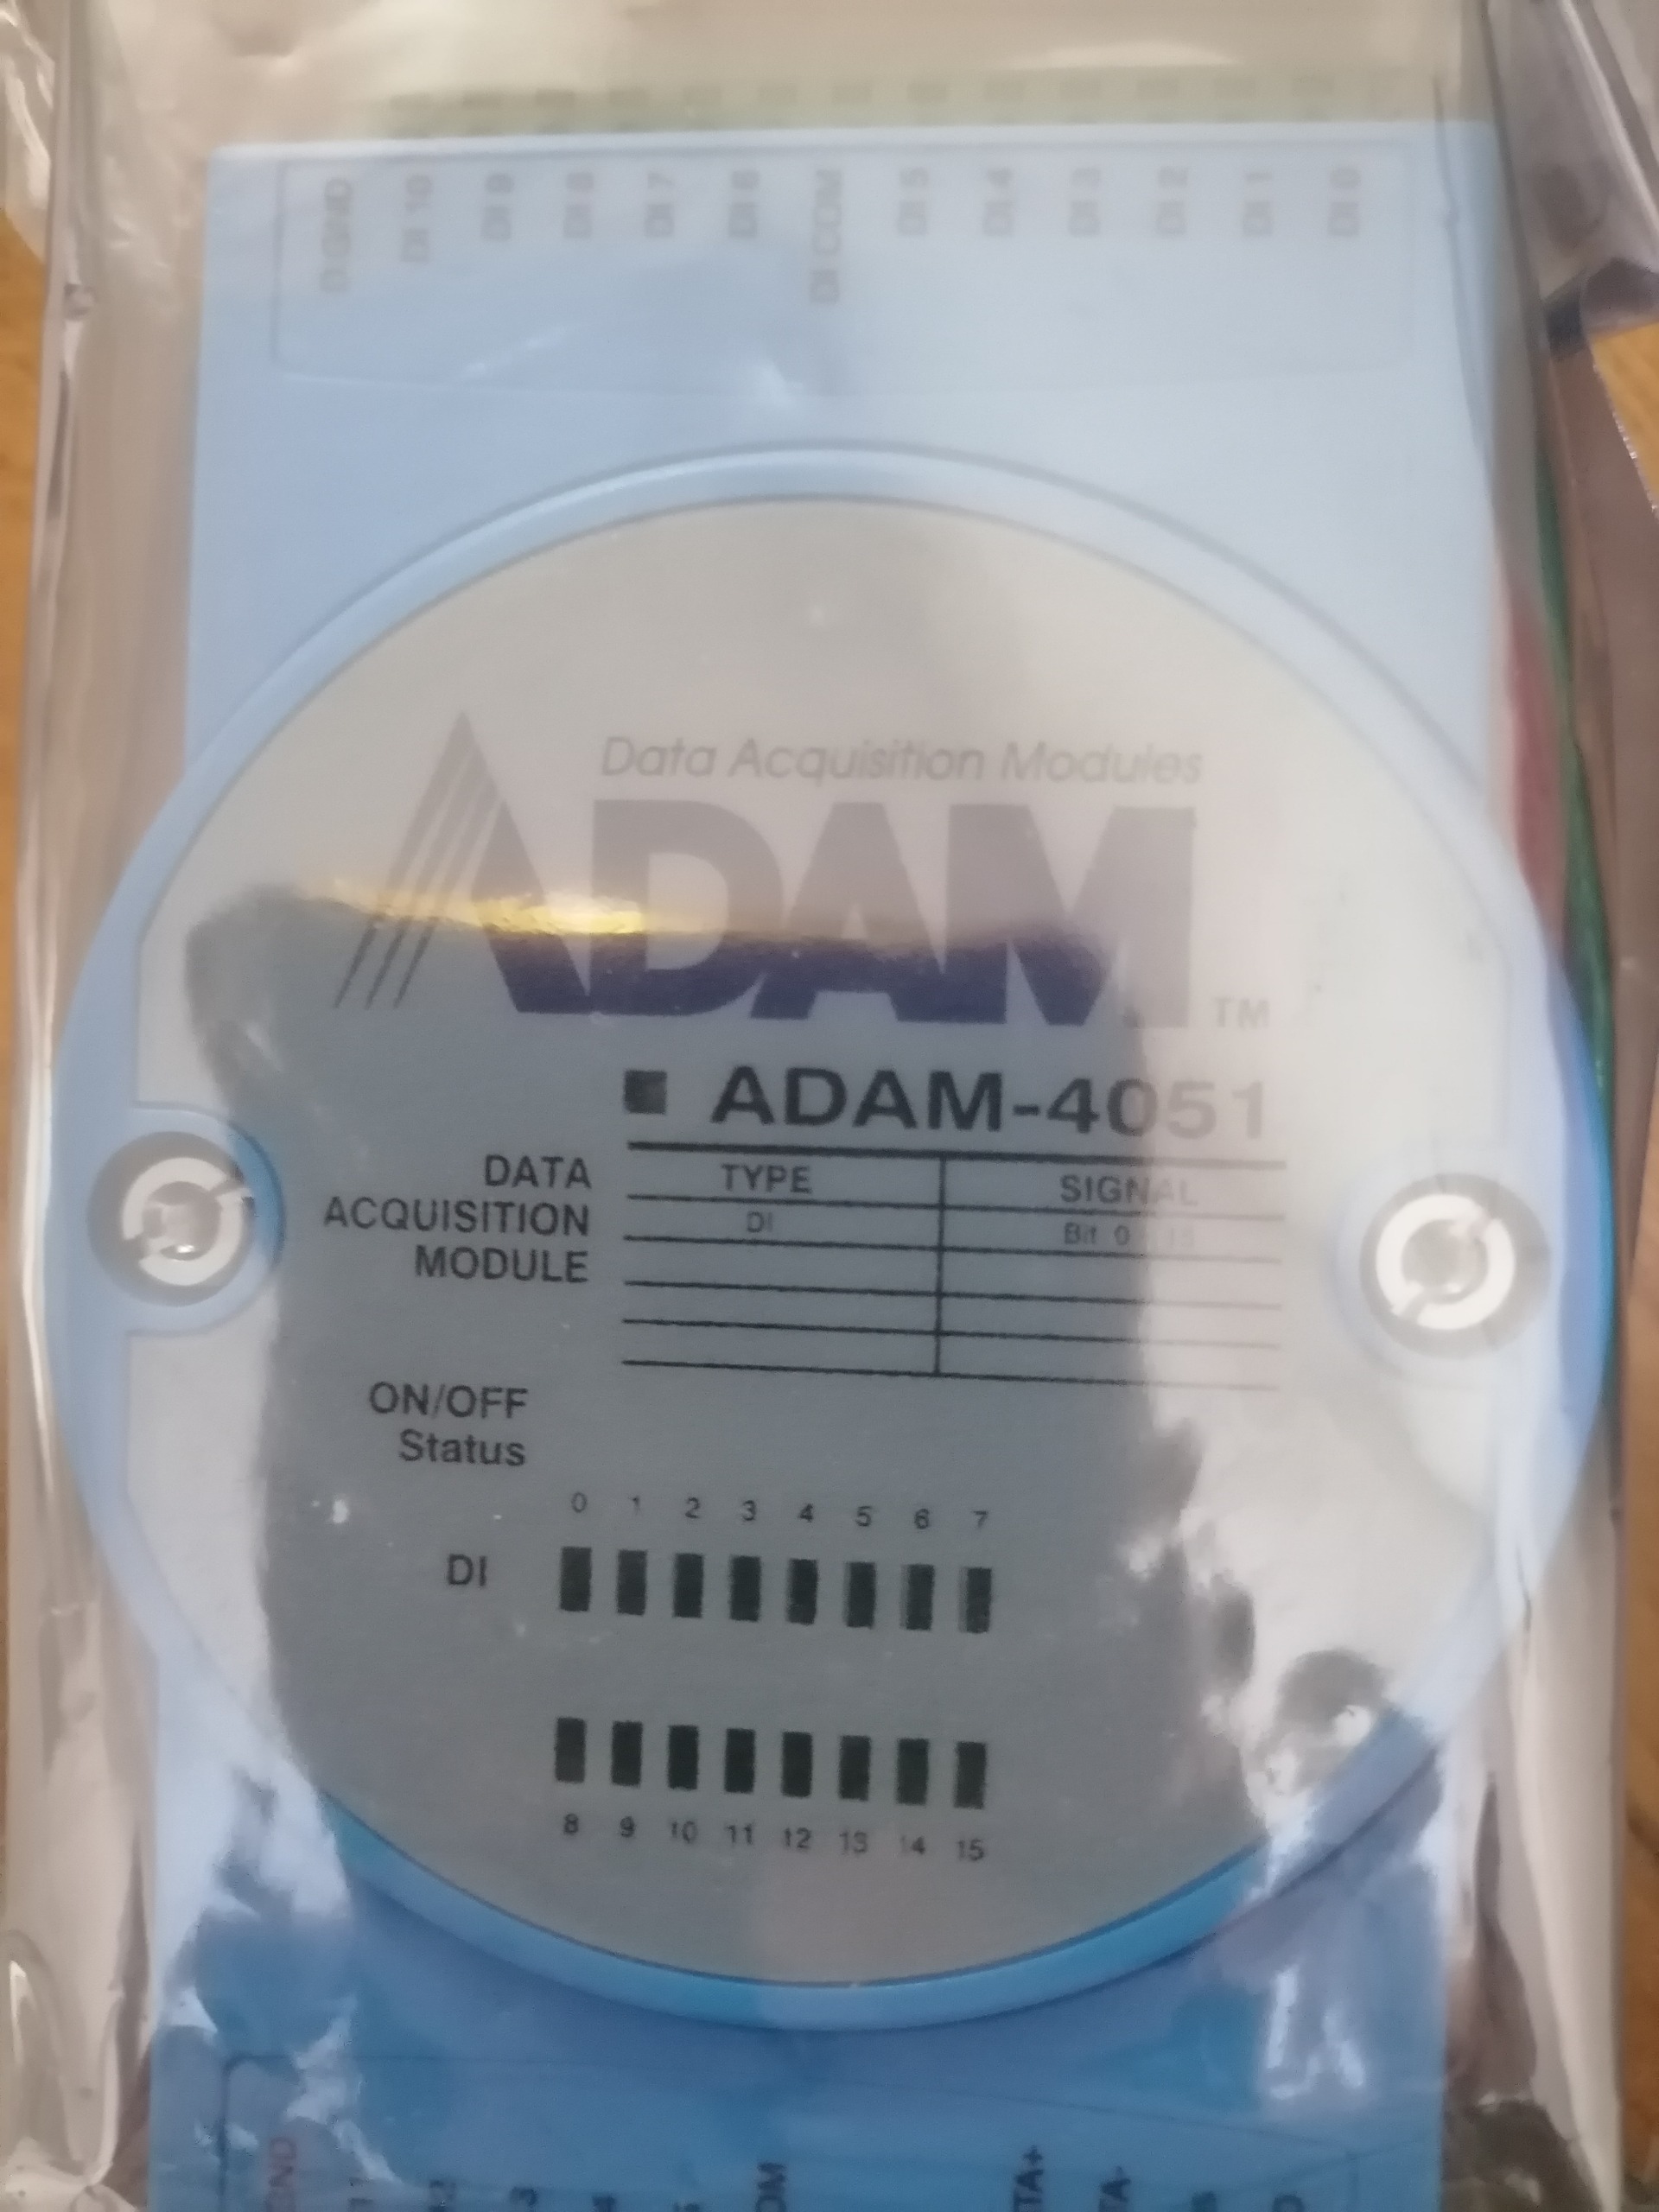 D.GND DI 10 DI 9 DI 8 DI 7 DI 6 DI COM DI 5 DI 4 DI 3 DI 2 DI 1 DI 0
Data Acquisition Modules
ADAM TM
ADAM-4051
DATA
ACQUISITION
MODULE
TYPE SIGNAL
DI Bit 0
ON/OFF
Status
0 1 2 3 4 5 6 7
DI
8 9 10 11 12 13 14 15